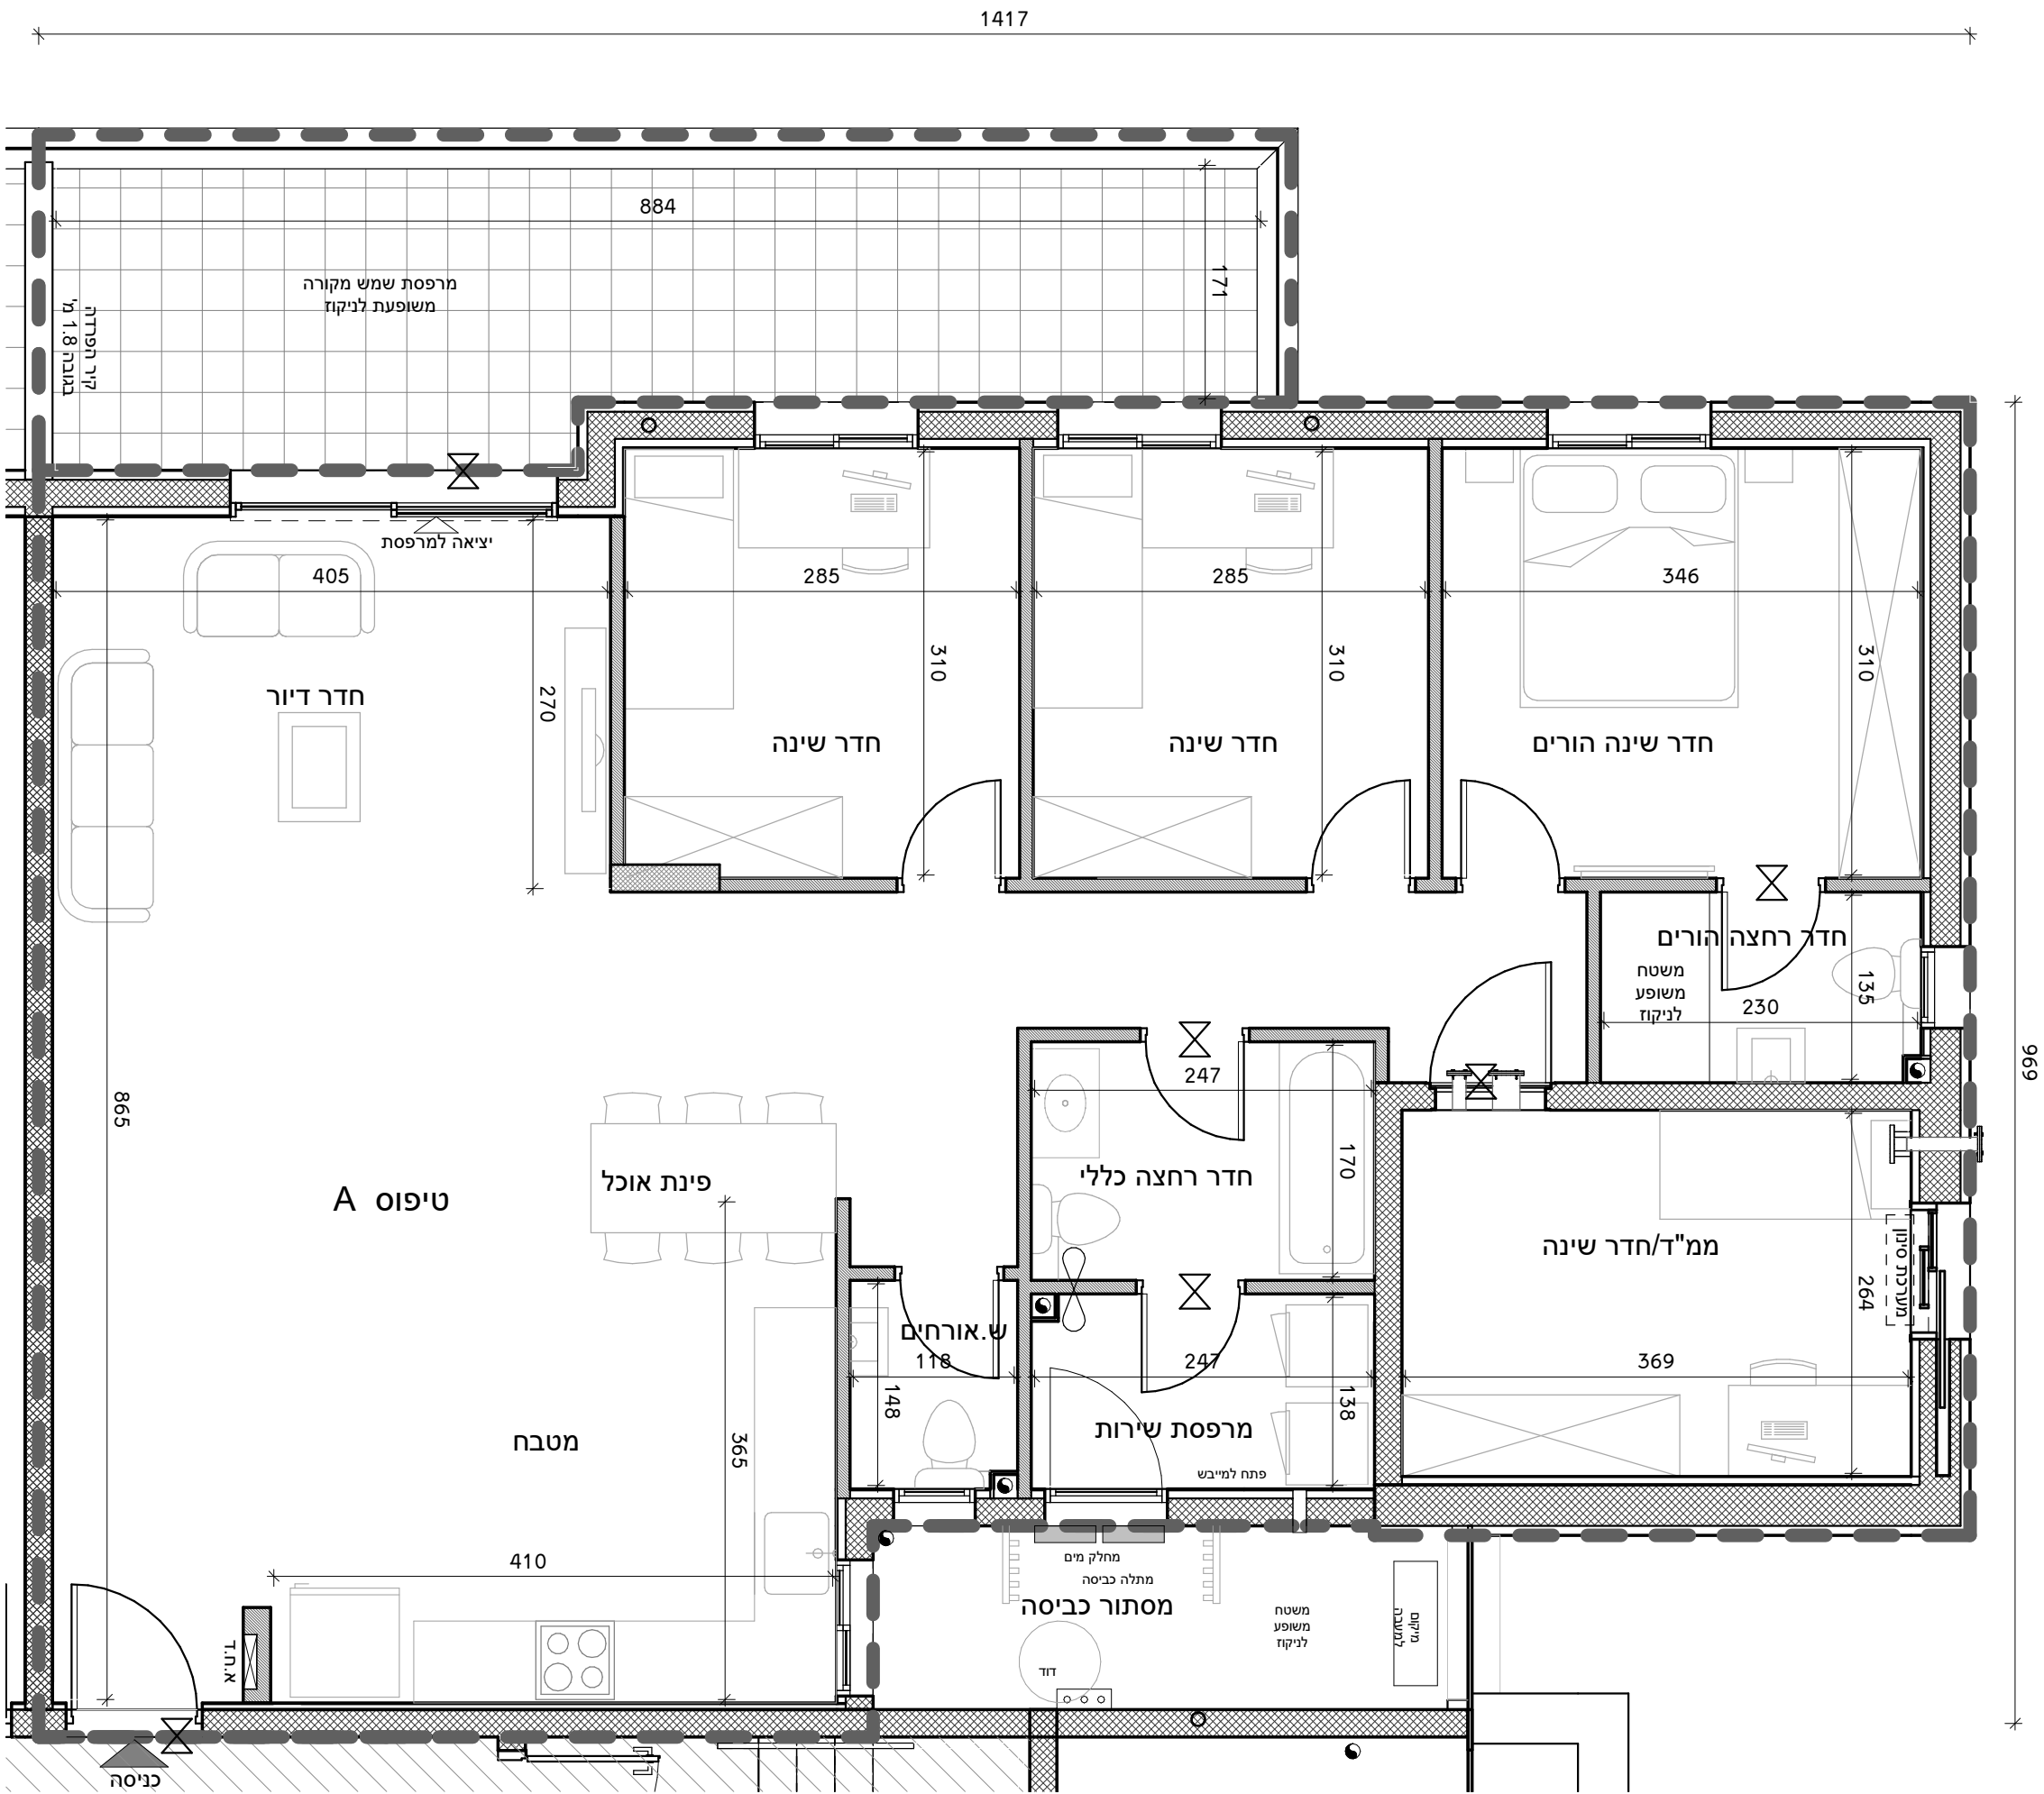 1417
884
171
מרפסת שמש מקורה
משופעת לניקוז
קיר הפרדה
בגובה 1.8 מ'
יציאה למרפסת
405
285
285
346
270
310
310
310
חדר דיור
חדר שינה
חדר שינה
חדר שינה הורים
חדר רחצה הורים
משטח
משופע
לניקוז
230
135
969
865
247
170
חדר רחצה כללי
פינת אוכל
טיפוס A
ממ"ד/חדר שינה
מערכת סינון
264
369
ש.אורחים
118
148
247
138
מרפסת שירות
פתח למייבש
מטבח
365
410
מחלק מים
מתלה כביסה
מסתור כביסה
משטח
משופע
לניקוז
מיקום
למעבה
דוד
א.ח.ד
כניסה